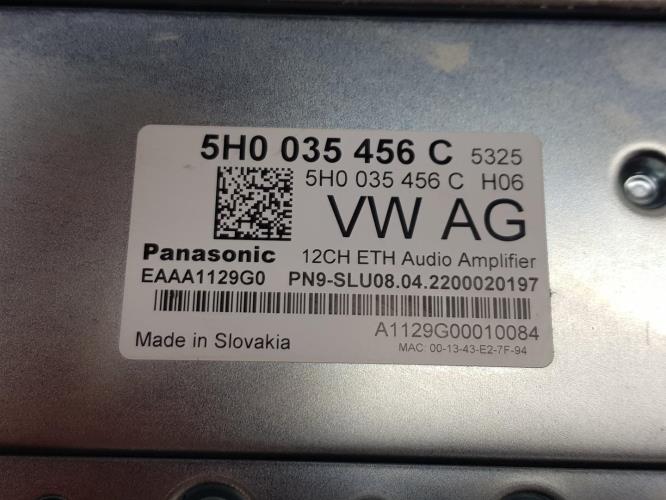 5H0 035 456 C 5325
5H0 035 456 C H06
VW AG
Panasonic 12CH ETH Audio Amplifier
EAAA1129G0 PN9-SLU08.04.2200020197
Made in Slovakia A1129G00010084
MAC: 00-13-43-E2-7F-94